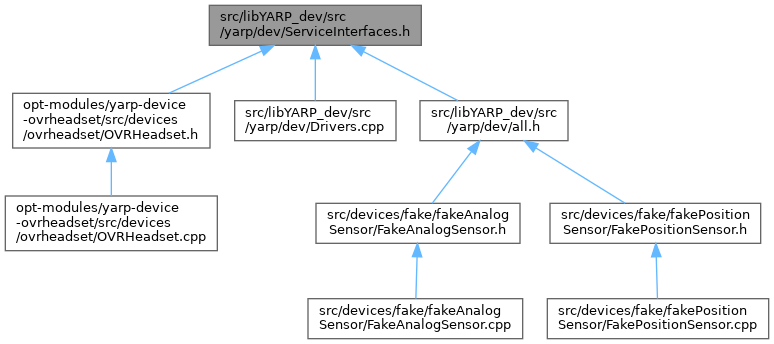 src/libYARP_dev/src
/yarp/dev/ServiceInterfaces.h
opt-modules/yarp-device
-ovrheadset/src/devices
/ovrheadset/OVRHeadset.h
src/libYARP_dev/src
/yarp/dev/Drivers.cpp
src/libYARP_dev/src
/yarp/dev/all.h
opt-modules/yarp-device
-ovrheadset/src/devices
/ovrheadset/OVRHeadset.cpp
src/devices/fake/fakeAnalog
Sensor/FakeAnalogSensor.h
src/devices/fake/fakePosition
Sensor/FakePositionSensor.h
src/devices/fake/fakeAnalog
Sensor/FakeAnalogSensor.cpp
src/devices/fake/fakePosition
Sensor/FakePositionSensor.cpp